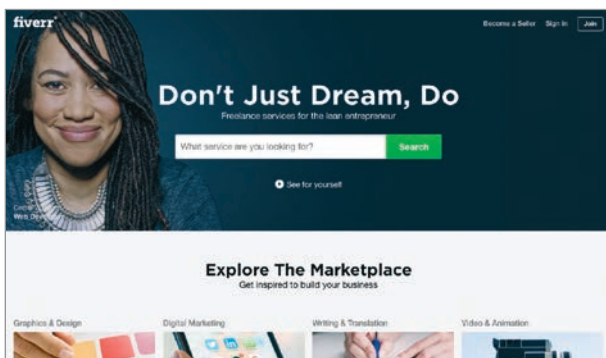 fiverr
Become a Seller Sign In Join
Don't Just Dream, Do
Freelance services for the lean entrepreneur
What service are you looking for? Search
See for yourself
Web Developer
Explore The Marketplace
Get inspired to build your business
Graphics & Design Digital Marketing Writing & Translation Video & Animation